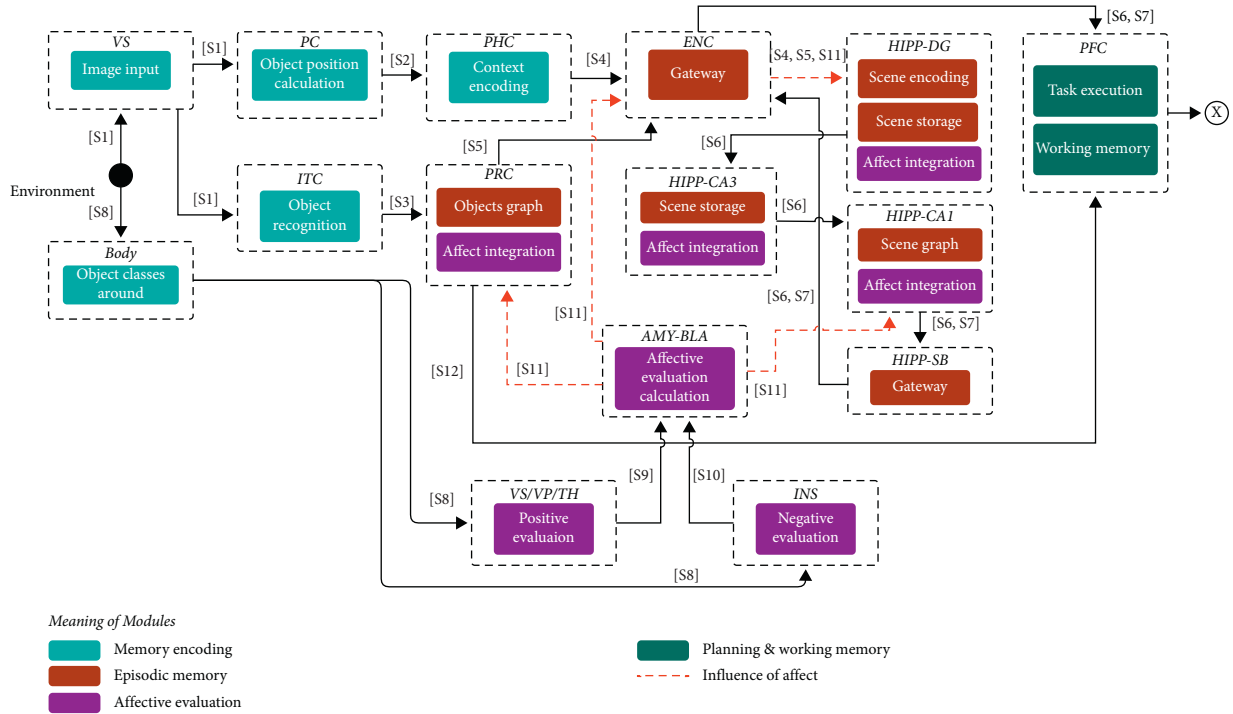 VS
Image input
[S1]
PC
Object position
calculation
[S2]
PHC
Context
encoding
[S4]
ENC
Gateway
[S4, S5, S11]
HIPP-DG
Scene encoding
Scene storage
Affect integration
[S6, S7]
PFC
Task execution
Working memory
X
[S1]
Environment
[S8]
[S1]
ITC
Object
recognition
[S3]
[S5]
PRC
Objects graph
Affect integration
[S6]
HIPP-CA3
Scene storage
Affect integration
[S6]
HIPP-CA1
Scene graph
Affect integration
Body
Object classes
around
[S11]
[S6, S7]
[S6, S7]
AMY-BLA
Affective
evaluation
calculation
HIPP-SB
Gateway
[S12]
[S11]
[S11]
[S9]
[S10]
[S8]
VS/VP/TH
Positive
evaluaion
INS
Negative
evaluation
[S8]
Meaning of Modules
Memory encoding
Episodic memory
Affective evaluation
Planning & working memory
Influence of affect